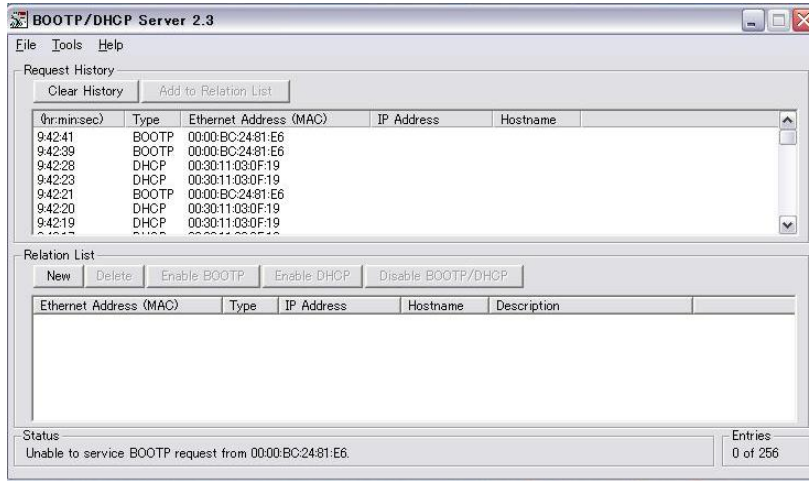 BOOTP/DHCP Server 2.3
File Tools Help
Request History
Clear History Add to Relation List
(hr:min:sec) Type Ethernet Address (MAC) IP Address Hostname
9:42:41 BOOTP 00:00:BC:24:81:E6
9:42:39 BOOTP 00:00:BC:24:81:E6
9:42:28 DHCP 00:30:11:03:0F:19
9:42:23 DHCP 00:30:11:03:0F:19
9:42:21 BOOTP 00:00:BC:24:81:E6
9:42:20 DHCP 00:30:11:03:0F:19
9:42:19 DHCP 00:30:11:03:0F:19
Relation List
New Delete Enable BOOTP Enable DHCP Disable BOOTP/DHCP
Ethernet Address (MAC) Type IP Address Hostname Description
Status
Unable to service BOOTP request from 00:00:BC:24:81:E6.
Entries
0 of 256